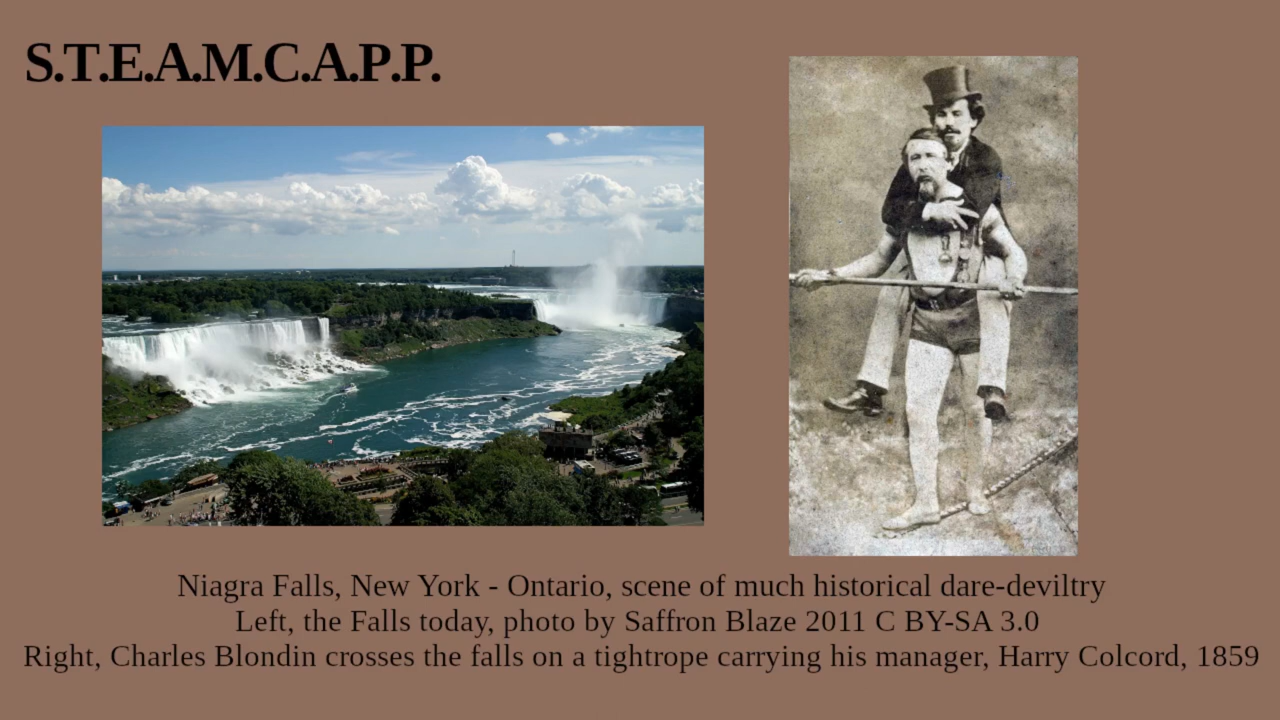 S.T.E.A.M.C.A.P.P.
Niagra Falls, New York - Ontario, scene of much historical dare-deviltry
Left, the Falls today, photo by Saffron Blaze 2011 C BY-SA 3.0
Right, Charles Blondin crosses the falls on a tightrope carrying his manager, Harry Colcord, 1859